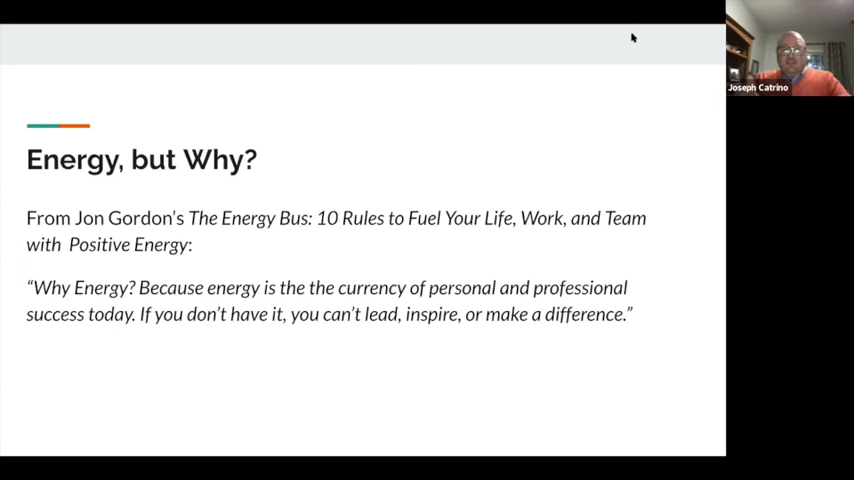 Joseph Catrino
Energy, but Why?
From Jon Gordon's The Energy Bus: 10 Rules to Fuel Your Life, Work, and Team
with Positive Energy:
“Why Energy? Because energy is the the currency of personal and professional
success today. If you don't have it, you can't lead, inspire, or make a difference.”